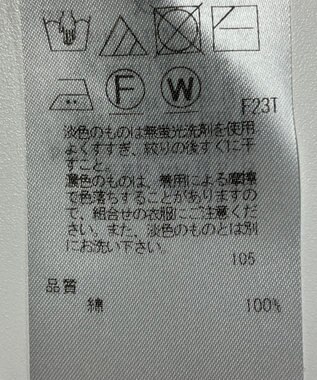 F W
F23T
淡色のものは無蛍光洗剤を使用
よくすすぎ、絞りの後すぐに干
すこと。
濃色のものは、着用による摩擦
で色落ちすることがありますの
で、組合せの衣服にご注意くだ
さい。また、淡色のものとは別
にお洗い下さい。
105
品質
綿 100%